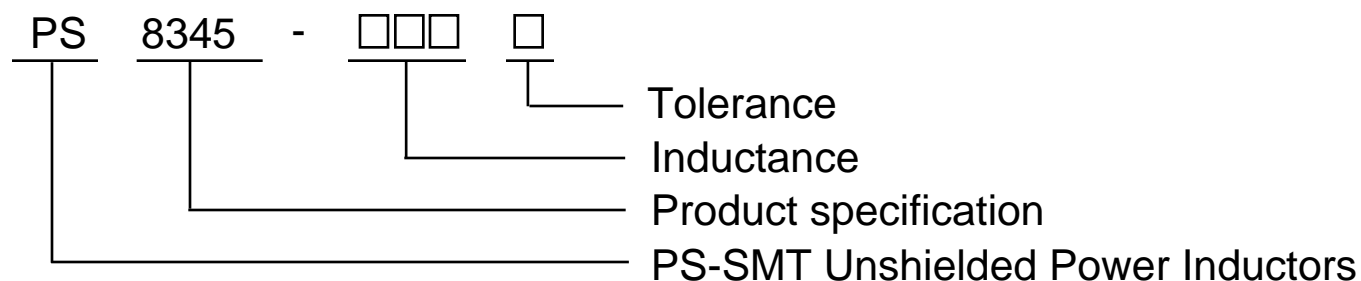 PS 8345 - □□□ □
Tolerance
Inductance
Product specification
PS-SMT Unshielded Power Inductors